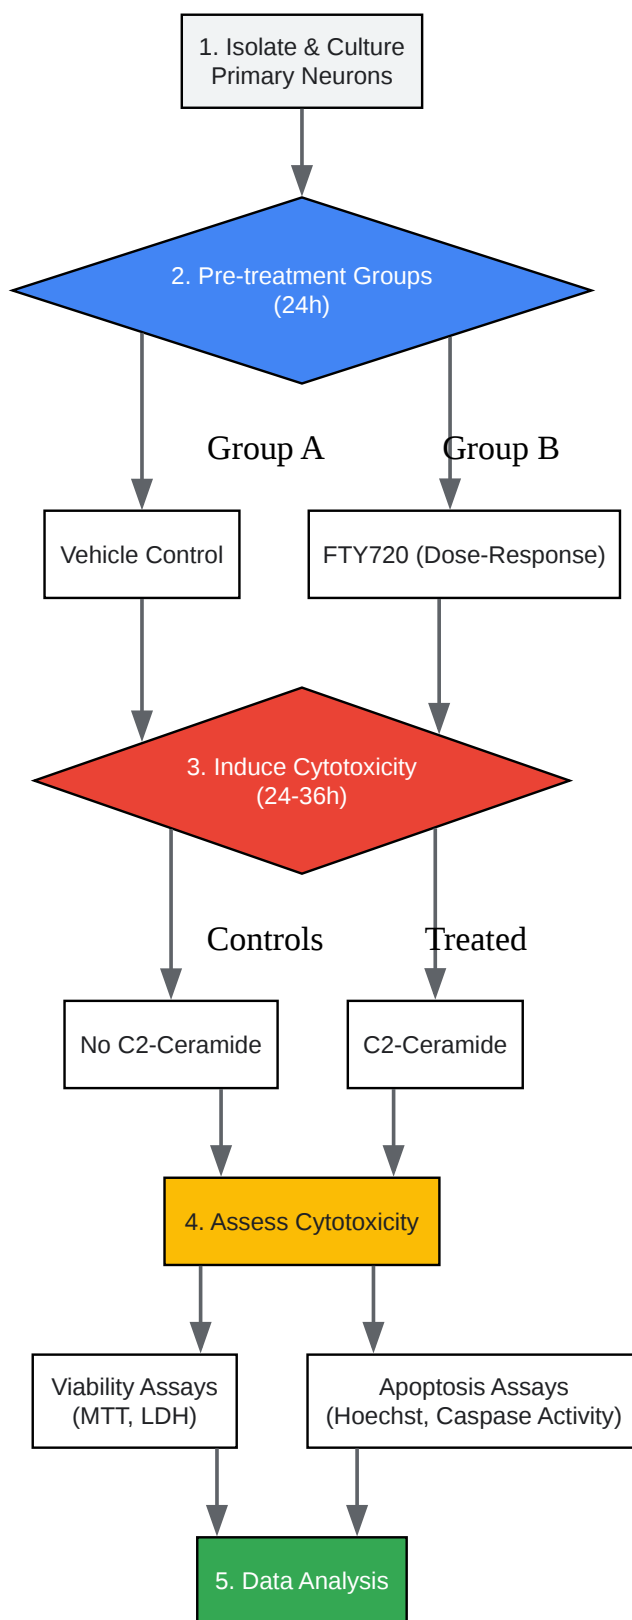 1. Isolate & Culture
Primary Neurons
2. Pre-treatment Groups
(24h)
Group A
Group B
Vehicle Control
FTY720 (Dose-Response)
3. Induce Cytotoxicity
(24-36h)
Controls
Treated
No C2-Ceramide
C2-Ceramide
4. Assess Cytotoxicity
Viability Assays
(MTT, LDH)
Apoptosis Assays
(Hoechst, Caspase Activity)
5. Data Analysis